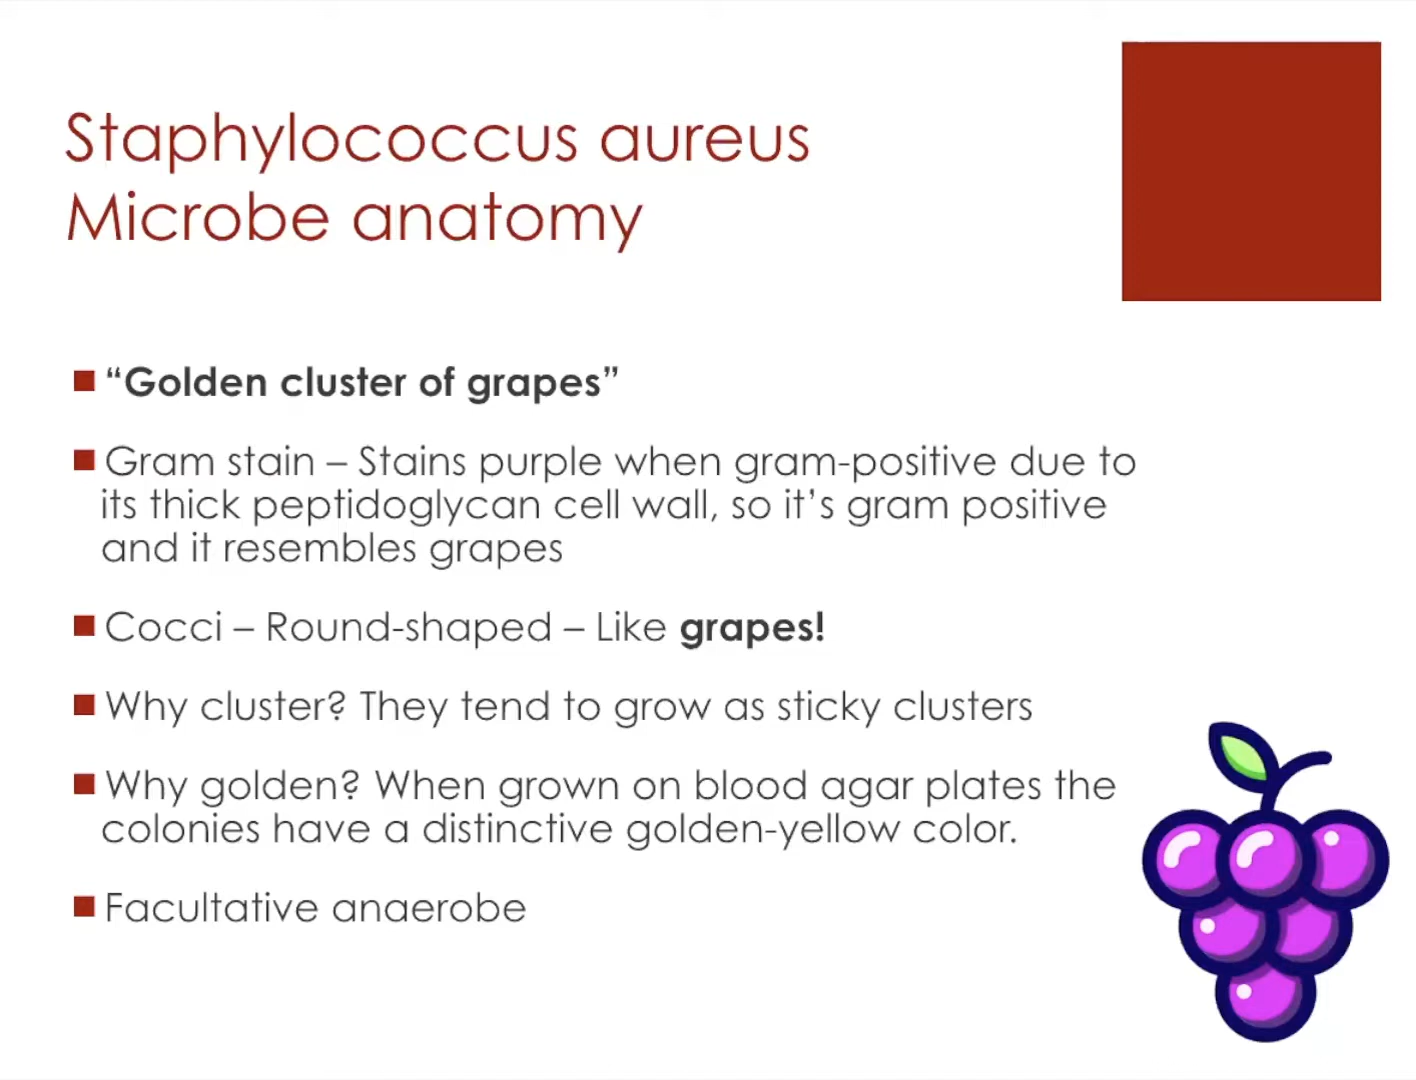 Staphylococcus aureus
Microbe anatomy
“Golden cluster of grapes”
Gram stain – Stains purple when gram-positive due to
its thick peptidoglycan cell wall, so it’s gram positive
and it resembles grapes
Cocci – Round-shaped – Like grapes!
Why cluster? They tend to grow as sticky clusters
Why golden? When grown on blood agar plates the
colonies have a distinctive golden-yellow color.
Facultative anaerobe